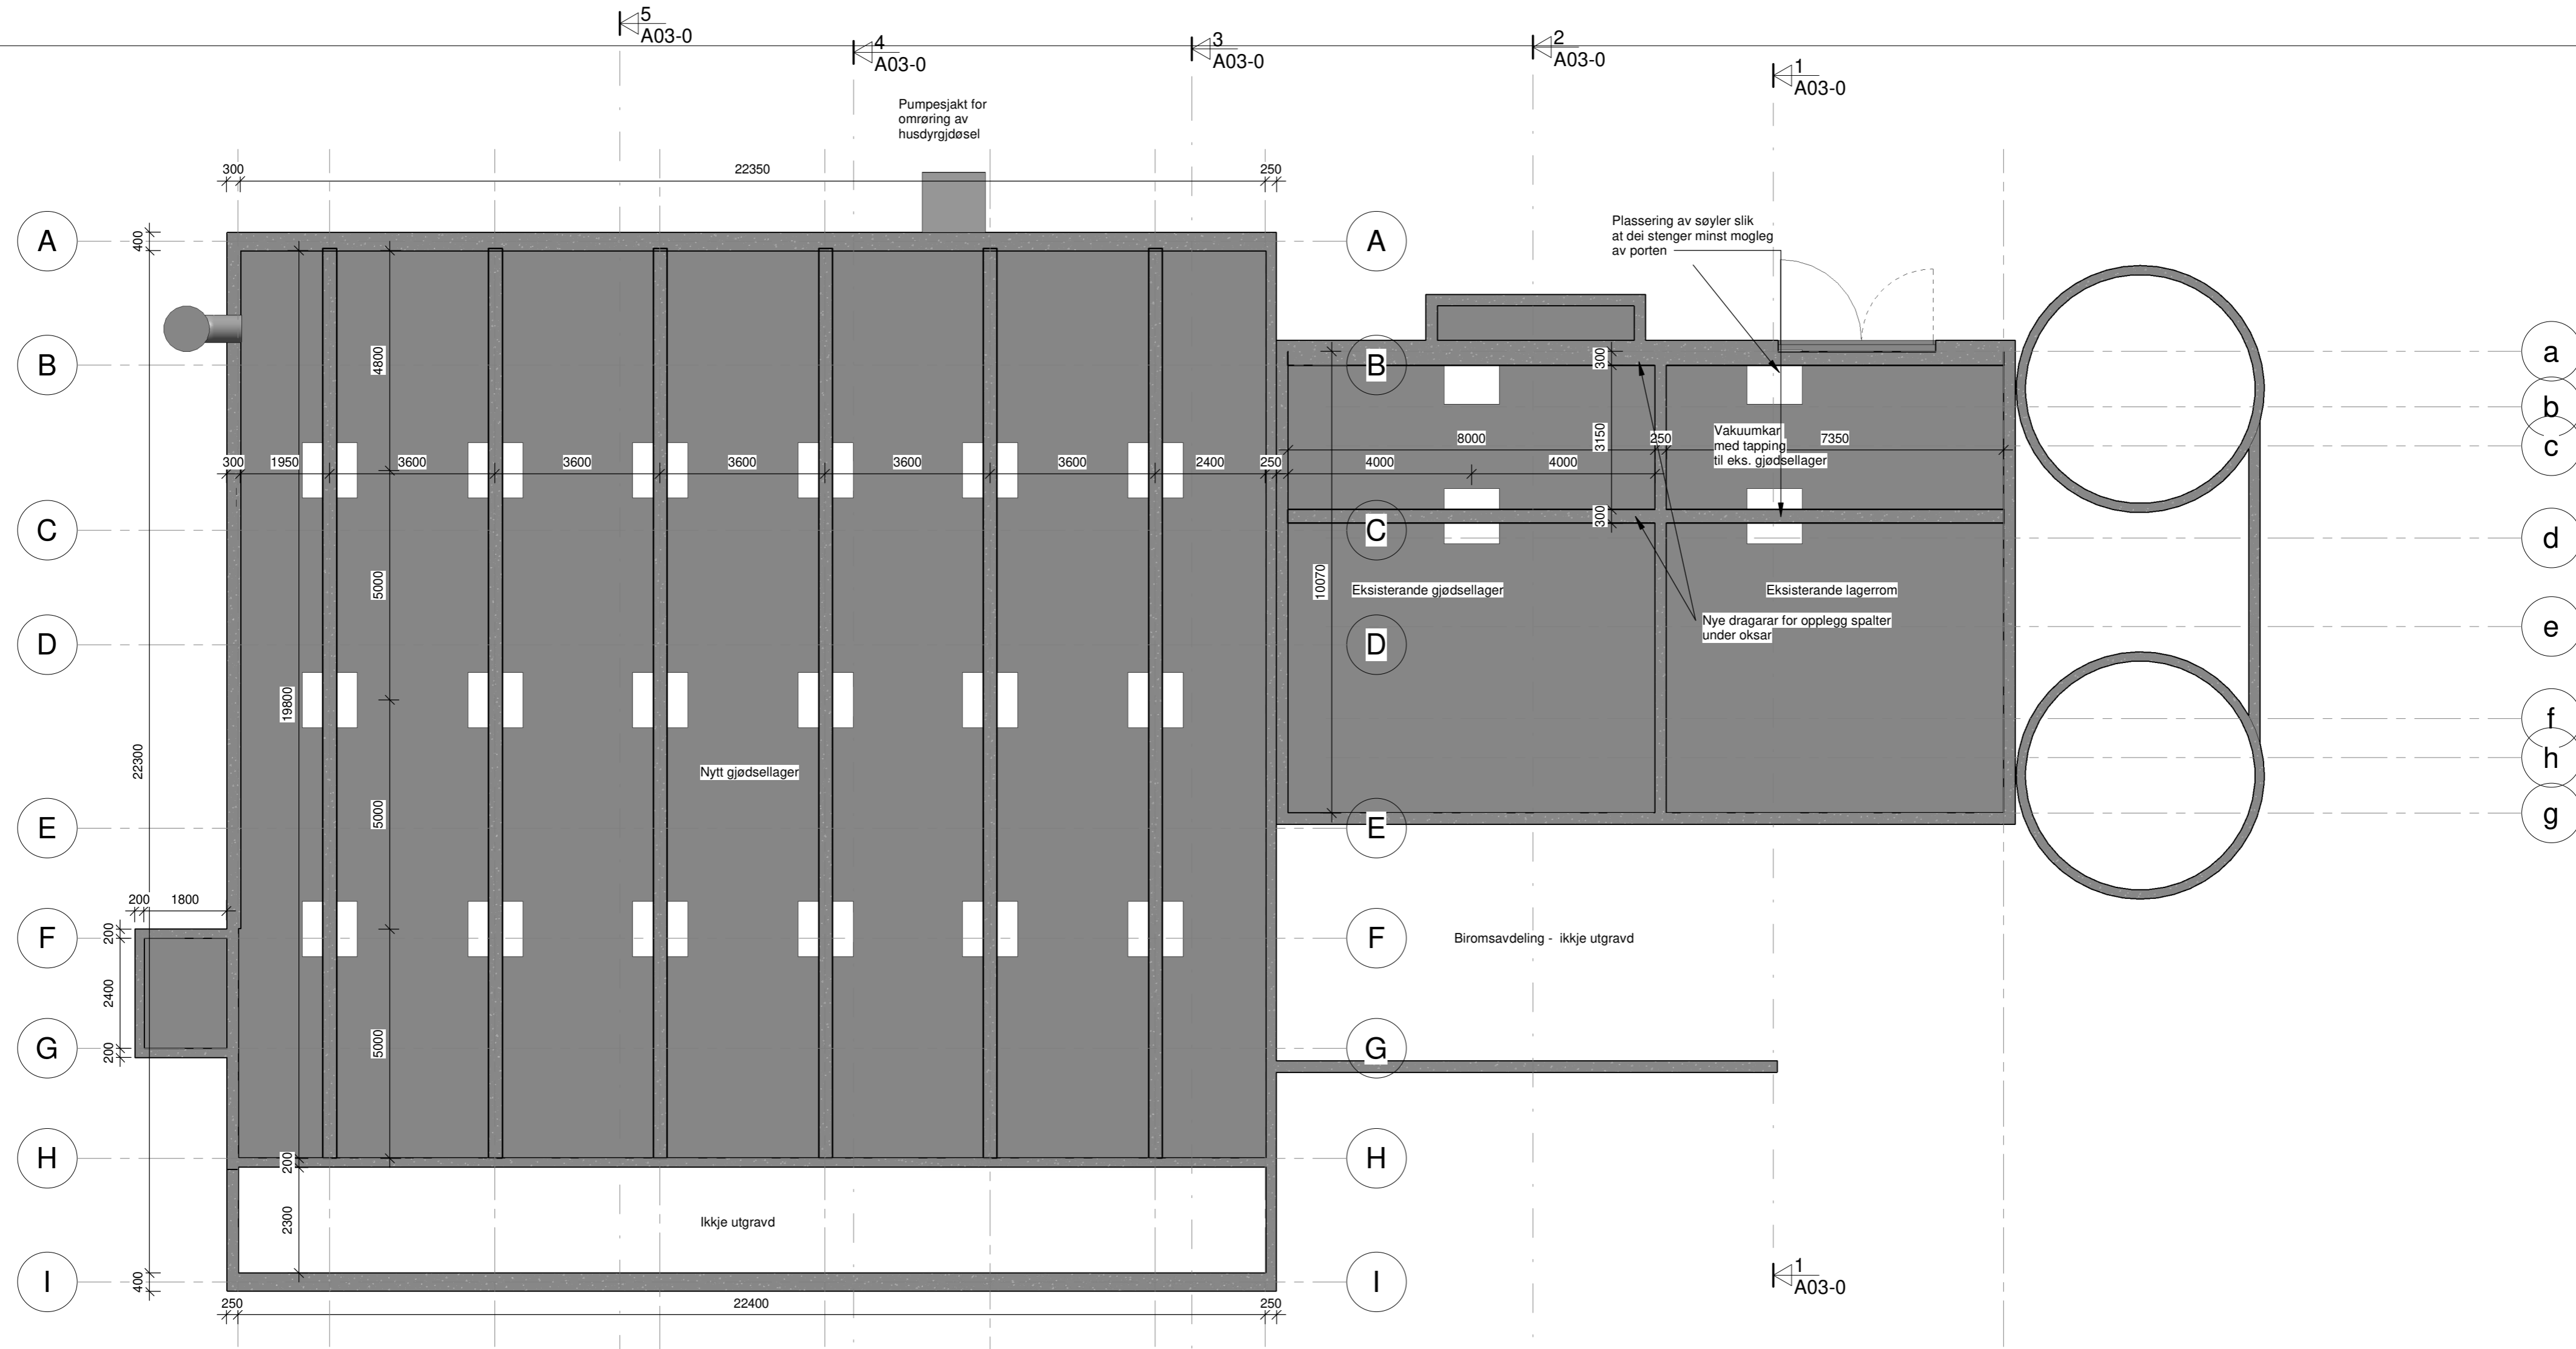 5
A03-0
4
A03-0
3
A03-0
2
A03-0
1
A03-0
Pumpesjakt for
omrøring av
husdyrgjdøsel
300
22350
250
Plassering av søyler slik
at dei stenger minst mogleg
av porten
A
400
A
B
4800
B
300
a
b
c
300
1950
3600
3600
3600
3600
3600
2400
250
8000
4000
4000
3150
250
7350
Vakuumkar
med tapping
til eks. gjødsellager
C
C
300
d
5000
10070
Eksisterande gjødsellager
Eksisterande lagerrom
Nye dragarar for opplegg spalter
under oksar
D
D
e
19800
22300
f
h
g
Nytt gjødsellager
5000
E
E
200
1800
200
F
F
Biromsavdeling - ikkje utgravd
2400
5000
200
G
G
H
200
H
2300
Ikkje utgravd
I
400
I
1
A03-0
250
22400
250